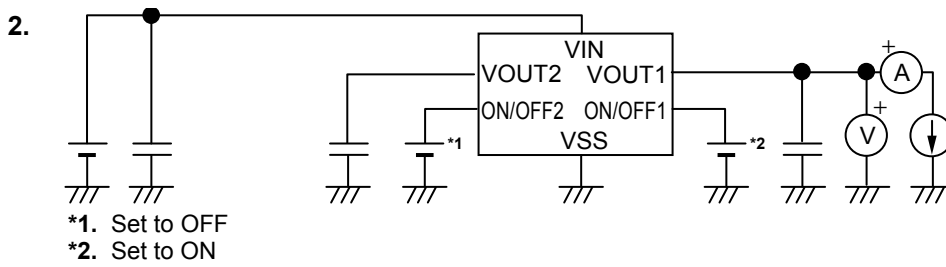 2.
VIN
VOUT2 VOUT1
ON/OFF2 ON/OFF1
VSS
*1
*2
+
A
+
V
*1. Set to OFF
*2. Set to ON